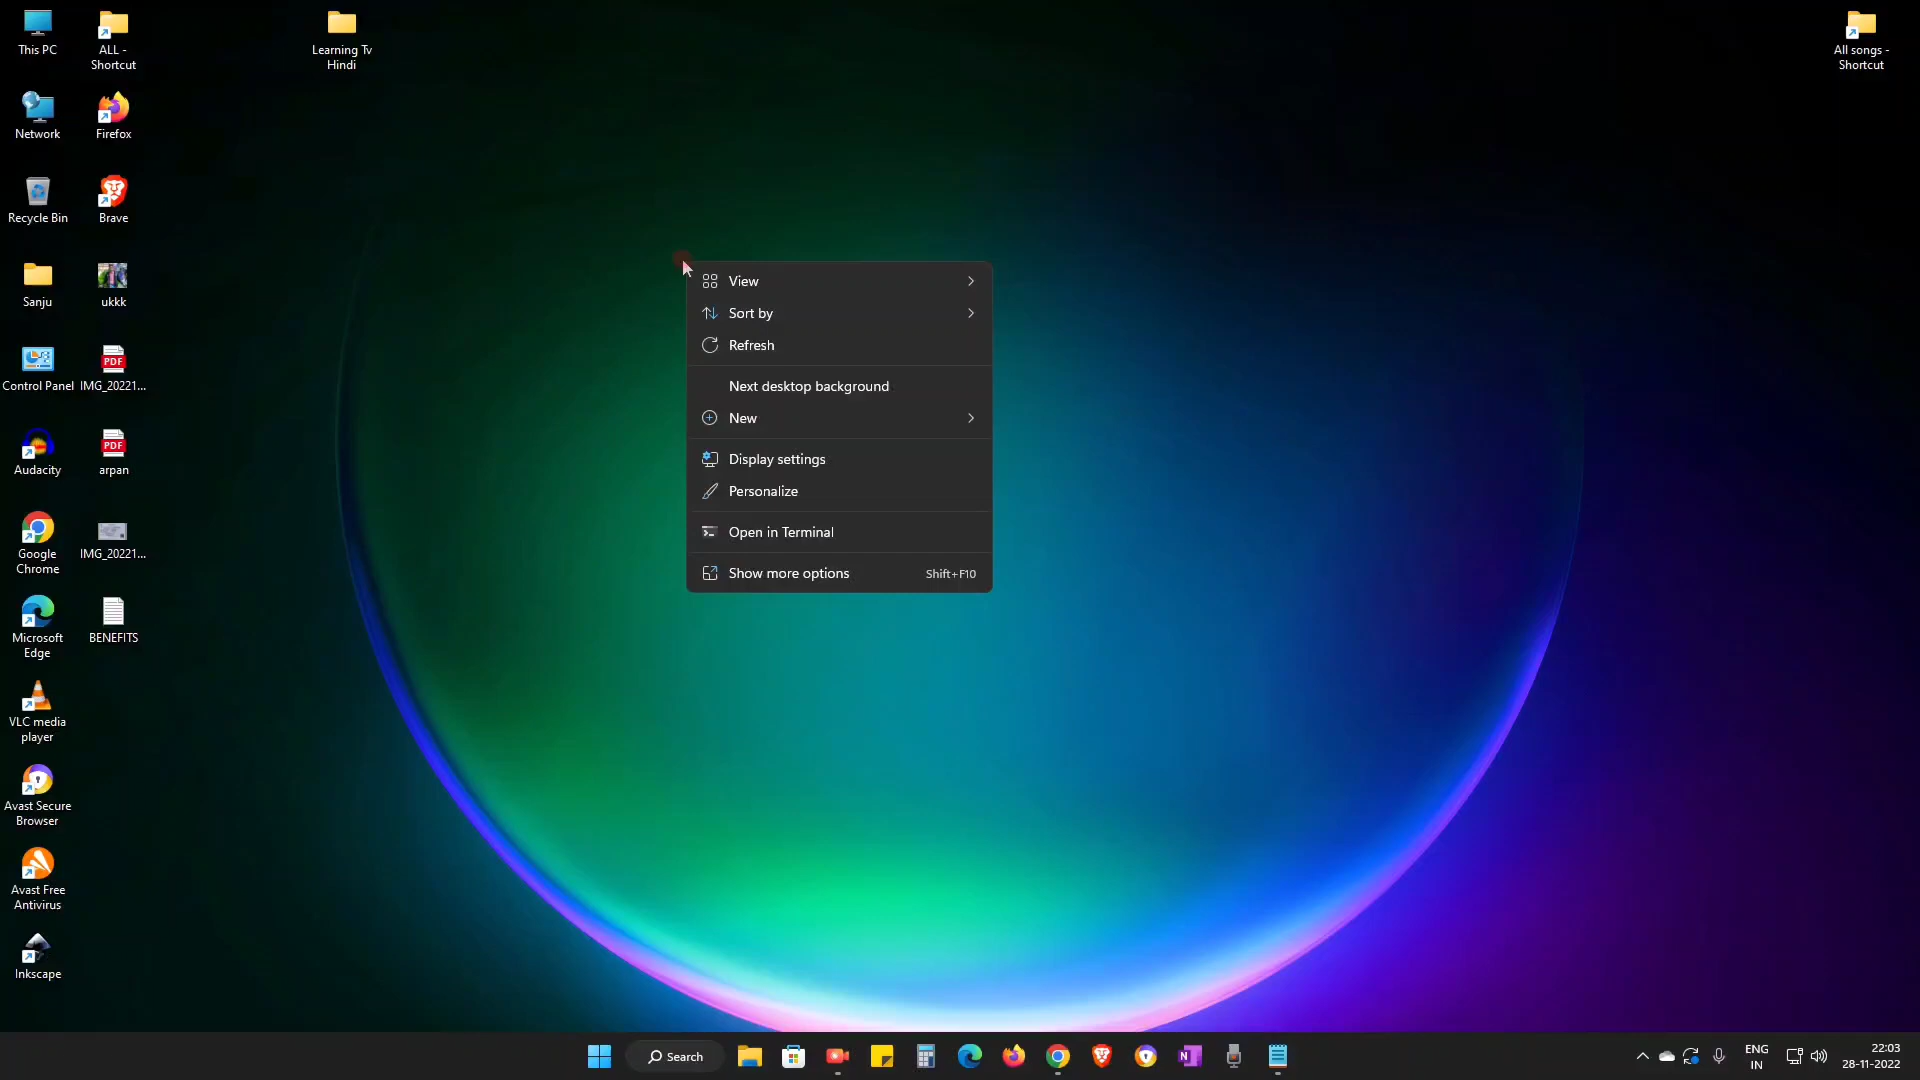 This PC
ALL -
Shortcut
Learning Tv
Hindi
All songs -
Shortcut
Network
Firefox
Recycle Bin
Brave
Sanju
ukkk
Control Panel
PDF
IMG_20221...
Audacity
PDF
arpan
Google
Chrome
IMG_20221...
Microsoft
Edge
BENEFITS
VLC media
player
Avast Secure
Browser
Avast Free
Antivirus
Inkscape
View
Sort by
Refresh
Next desktop background
New
Display settings
Personalize
Open in Terminal
Show more options Shift+F10
Search
N
ENG
IN
22:03
28-11-2022